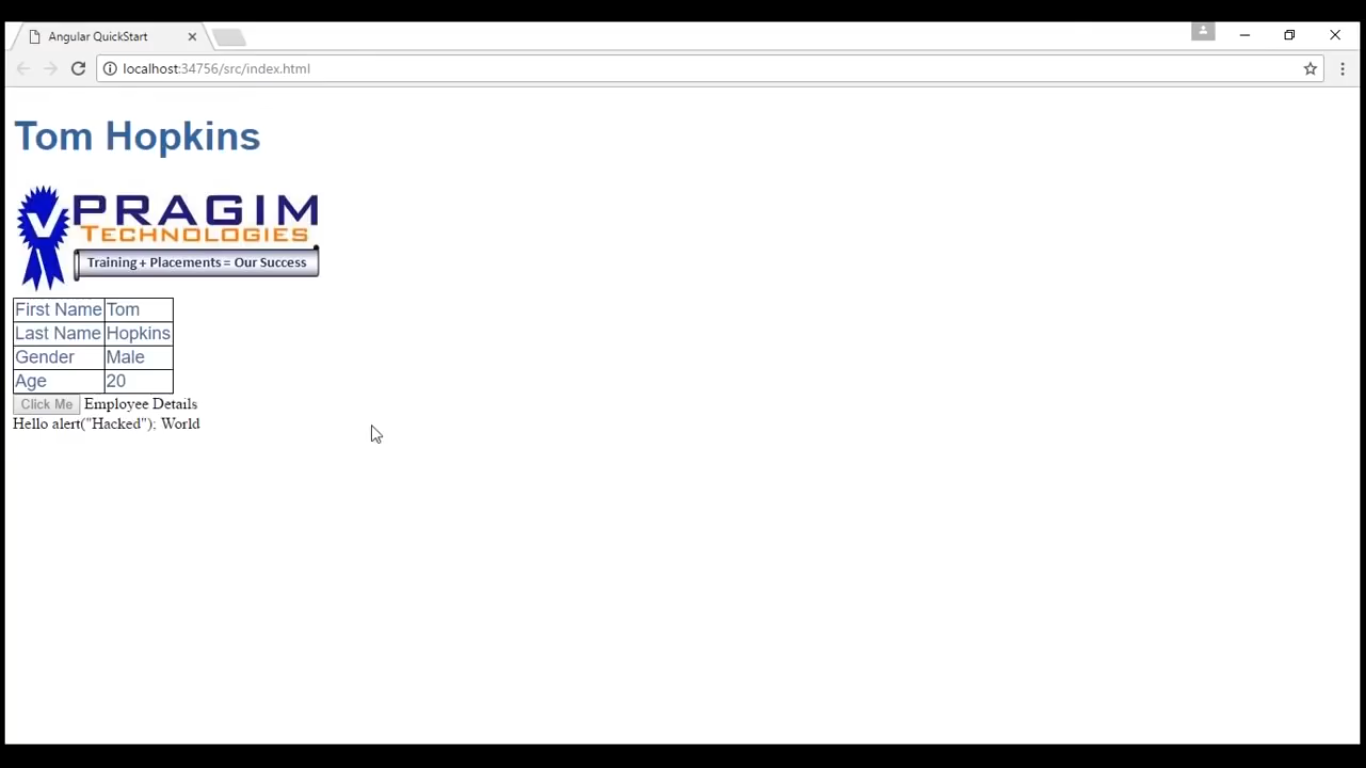 Angular QuickStart
localhost:34756/src/index.html
Tom Hopkins
PRAGIM
TECHNOLOGIES
Training + Placements = Our Success
First Name Tom
Last Name Hopkins
Gender Male
Age 20
Click Me Employee Details
Hello alert("Hacked"); World